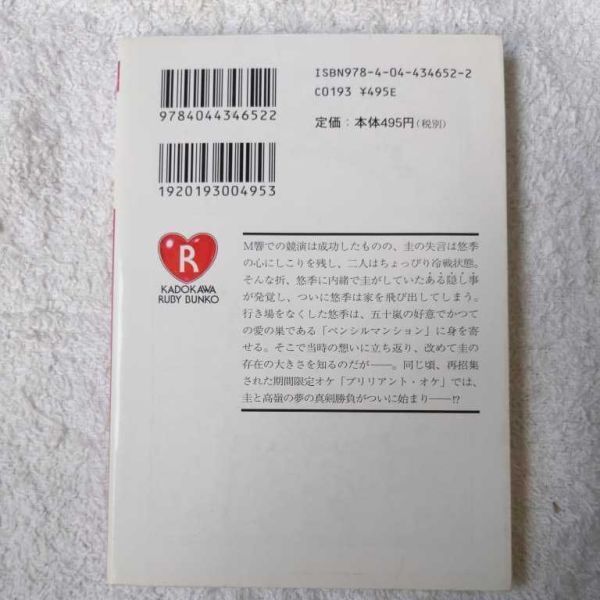 ISBN978-4-04-434652-2
C0193 ¥495E
9784044346522
定価：本体495円（税別）
1920193004953
R
KADOKAWA
RUBY BUNKO
M響での競演は成功したものの、圭の失言は悠季
の心にしこりを残し、二人はちょっぴり冷戦状態。
そんな折、悠季に内緒で圭がしていたある隠し事
が発覚し、ついに悠季は家を飛び出してしまう。
行き場をなくした悠季は、五十嵐の好意でかつて
の愛の巣である「ペンシルマンション」に身を寄
せる。そこで当時の想いに立ち返り、改めて圭の
存在の大きさを知るのだが――。同じ頃、再招集
された期間限定オケ「ブリリアント・オケ」では、
圭と高嶺の夢の真剣勝負がついに始まり――!?